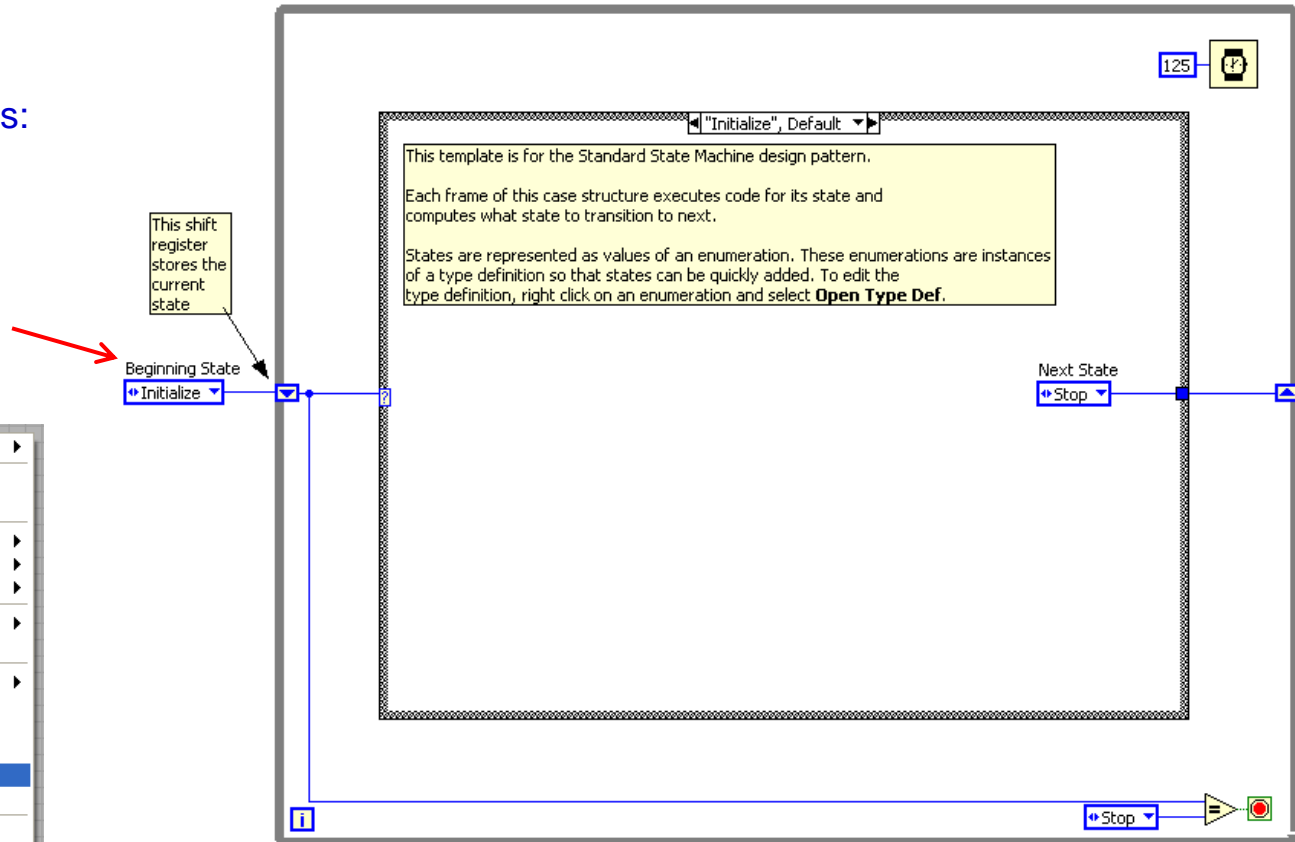 s:
125
"Initialize", Default
This template is for the Standard State Machine design pattern.
Each frame of this case structure executes code for its state and
computes what state to transition to next.
States are represented as values of an enumeration. These enumerations are instances
of a type definition so that states can be quickly added. To edit the
type definition, right click on an enumeration and select Open Type Def.
This shift
register
stores the
current
state
Beginning State
Initialize
?
Next State
Stop
i
Stop
=